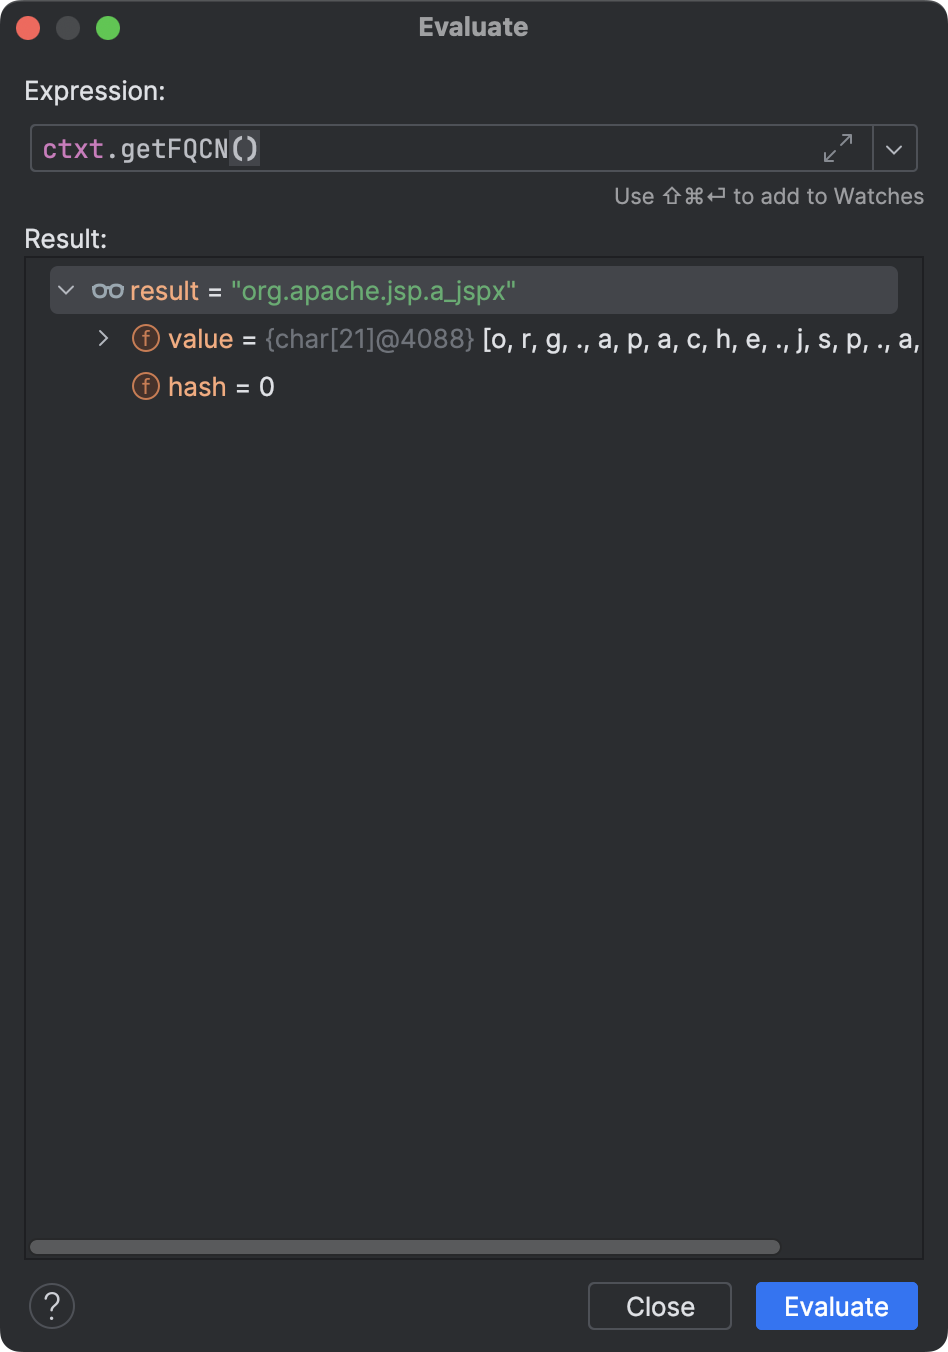 Evaluate
Expression:
ctxt.getFQCN()
Use ⇧⌘⏎ to add to Watches
Result:
result = "org.apache.jsp.a_jspx"
f value = {char[21]@4088} [o, r, g, ., a, p, a, c, h, e, ., j, s, p, ., a,
f hash = 0
? Close Evaluate